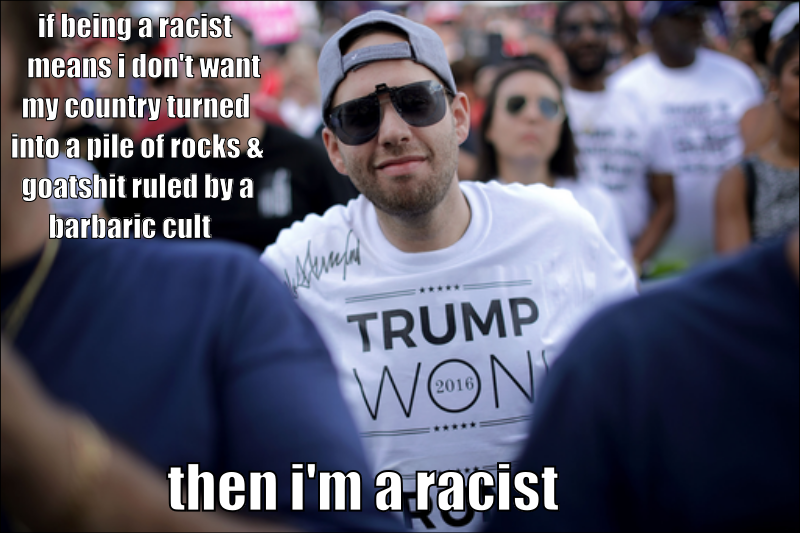 if being a racist
means i don't want
my country turned
into a pile of rocks &
goatshit ruled by a
barbaric cult
TRUMP
WON
2016
then i'm a racist